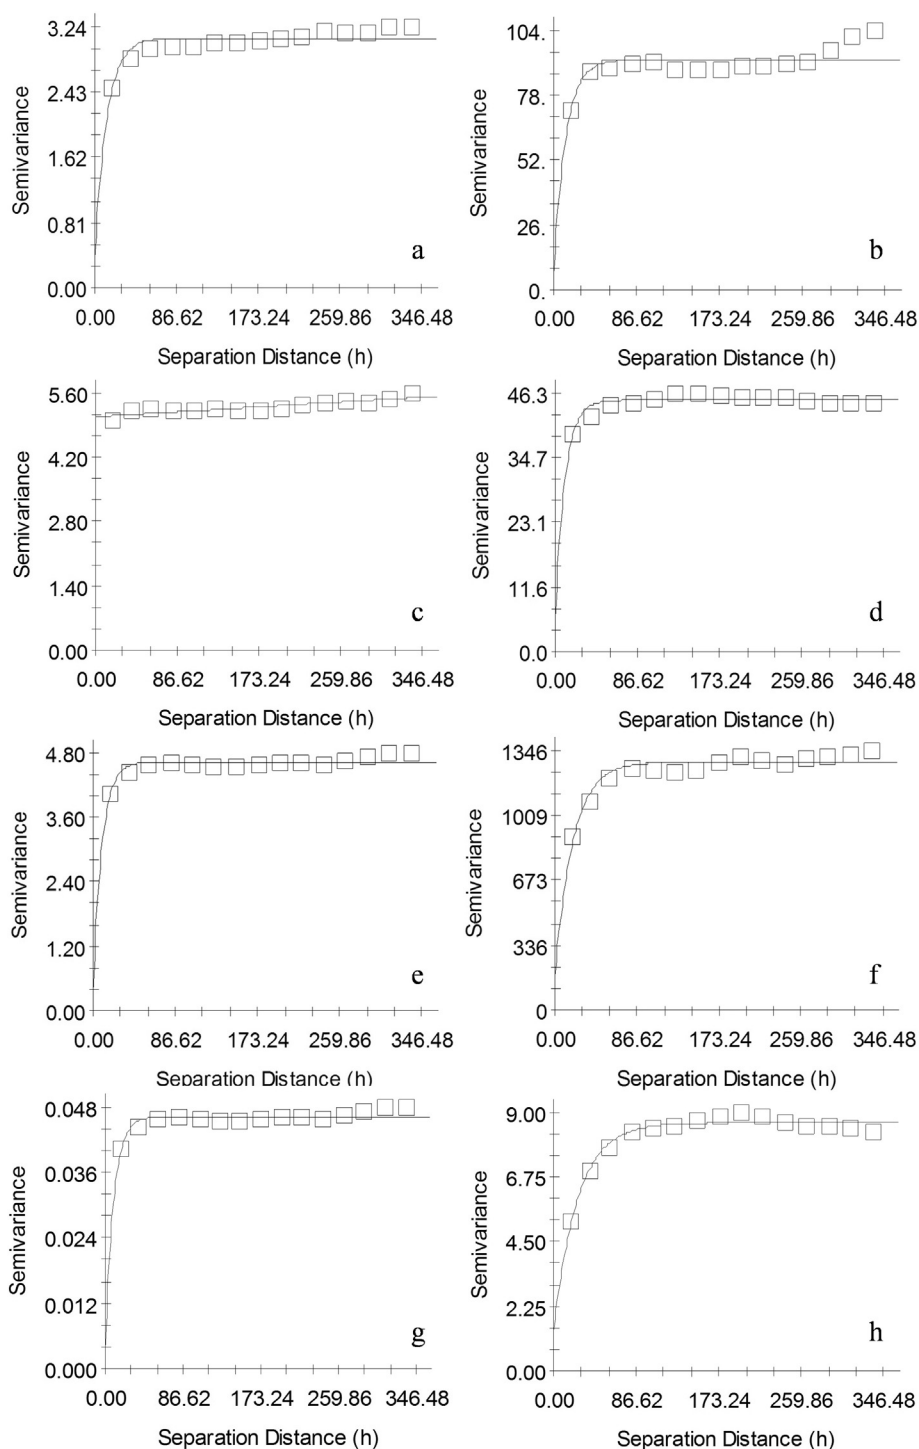 3.24
2.43
1.62
0.81
0.00
Semivariance
a
0.00 86.62 173.24 259.86 346.48
Separation Distance (h)
104.
78.
52.
26.
0.
Semivariance
b
0.00 86.62 173.24 259.86 346.48
Separation Distance (h)
5.60
4.20
2.80
1.40
0.00
Semivariance
c
0.00 86.62 173.24 259.86 346.48
Separation Distance (h)
46.3
34.7
23.1
11.6
0.0
Semivariance
d
0.00 86.62 173.24 259.86 346.48
Separation Distance (h)
4.80
3.60
2.40
1.20
0.00
Semivariance
e
0.00 86.62 173.24 259.86 346.48
Separation Distance (h)
1346
1009
673
336
0
Semivariance
f
0.00 86.62 173.24 259.86 346.48
Separation Distance (h)
0.048
0.036
0.024
0.012
0.000
Semivariance
g
0.00 86.62 173.24 259.86 346.48
Separation Distance (h)
9.00
6.75
4.50
2.25
0.00
Semivariance
h
0.00 86.62 173.24 259.86 346.48
Separation Distance (h)